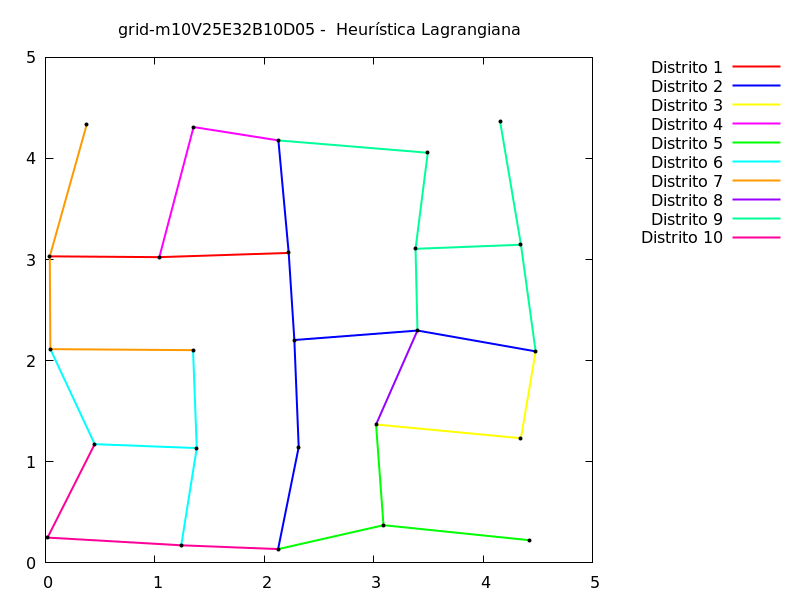 grid-m10V25E32B10D05 - Heurística Lagrangiana
5
4
3
2
1
0
0 1 2 3 4 5
Distrito 1
Distrito 2
Distrito 3
Distrito 4
Distrito 5
Distrito 6
Distrito 7
Distrito 8
Distrito 9
Distrito 10